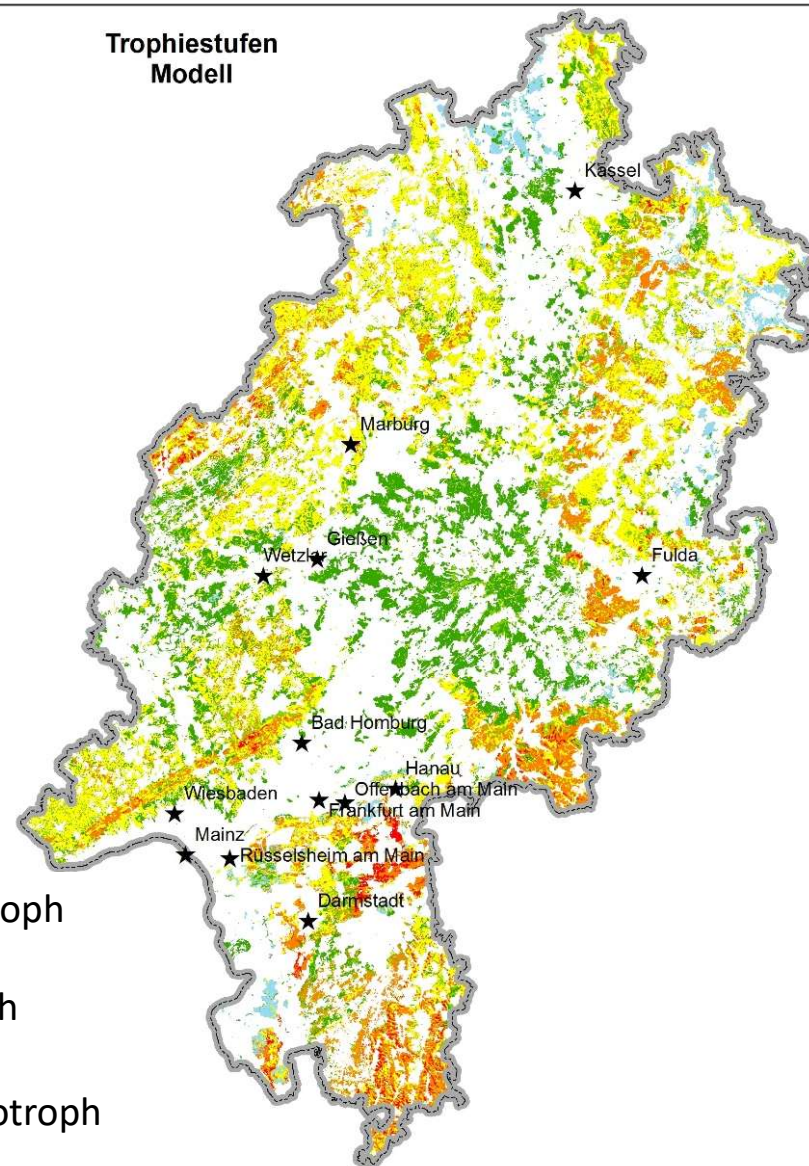 Trophiestufen
Modell
Kassel
Marburg
Gießen
Wetzlar
Fulda
Bad Homburg
Hanau
Offenbach am Main
Wiesbaden
Frankfurt am Main
Mainz
Rüsselsheim am Main
oph
Darmstadt
h
otroph